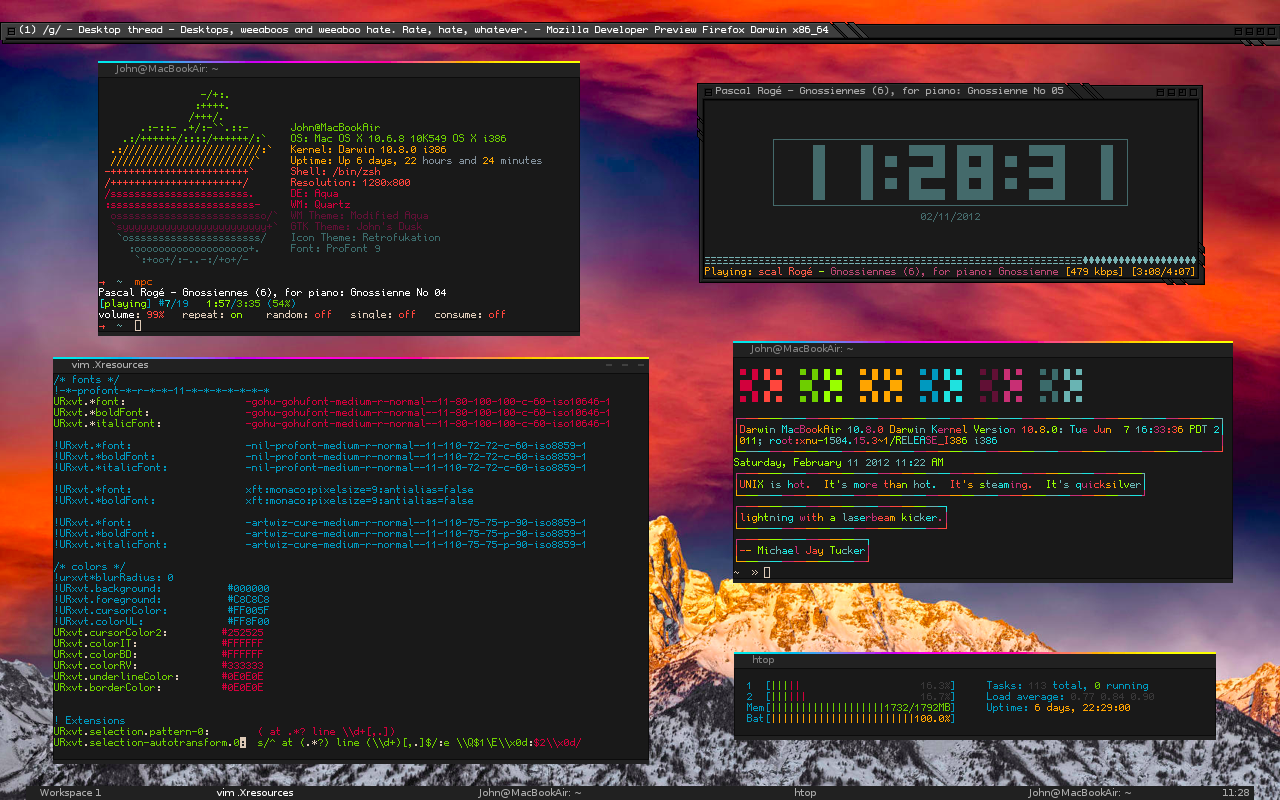 (1) /g/ - Desktop thread - Desktops, weeaboos and weeaboo hate. Rate, hate, whatever. - Mozilla Developer Preview Firefox Darwin x86_64
John@MacBookAir: ~
John@MacBookAir
OS: Mac OS X 10.6.8 10K549 OS X i386
Kernel: Darwin 10.8.0 i386
Uptime: Up 6 days, 22 hours and 24 minutes
Shell: /bin/zsh
Resolution: 1280x800
DE: Aqua
WM: Quartz
WM Theme: Modified Aqua
GTK Theme: John's Dusk
Icon Theme: Retrofukation
Font: ProFont 9
→ ~ mpc
Pascal Rogé - Gnossiennes (6), for piano: Gnossienne No 04
[playing] #7/19 1:57/3:35 (54%)
volume: 99% repeat: on random: off single: off consume: off
→ ~
Pascal Rogé - Gnossiennes (6), for piano: Gnossienne No 05
11:28:31
02/11/2012
Playing: scal Rogé - Gnossiennes (6), for piano: Gnossienne [479 kbps] [3:08/4:07]
vim .Xresources
/* fonts */
!-*-profont-*-r-*-*-11-*-*-*-*-*-*-*
URxvt.*font: -gohu-gohufont-medium-r-normal--11-80-100-100-c-60-iso10646-1
URxvt.*boldFont: -gohu-gohufont-medium-r-normal--11-80-100-100-c-60-iso10646-1
URxvt.*italicFont: -gohu-gohufont-medium-r-normal--11-80-100-100-c-60-iso10646-1
!URxvt.*font: -nil-profont-medium-r-normal--11-110-72-72-c-60-iso8859-1
!URxvt.*boldFont: -nil-profont-medium-r-normal--11-110-72-72-c-60-iso8859-1
!URxvt.*italicFont: -nil-profont-medium-r-normal--11-110-72-72-c-60-iso8859-1
!URxvt.*font: xft:monaco:pixelsize=9:antialias=false
!URxvt.*boldFont: xft:monaco:pixelsize=9:antialias=false
!URxvt.*font: -artwiz-cure-medium-r-normal--11-110-75-75-p-90-iso8859-1
!URxvt.*boldFont: -artwiz-cure-medium-r-normal--11-110-75-75-p-90-iso8859-1
!URxvt.*italicFont: -artwiz-cure-medium-r-normal--11-110-75-75-p-90-iso8859-1
/* colors */
!urxvt*blurRadius: 0
!URxvt.background: #000000
!URxvt.foreground: #C8C8C8
!URxvt.cursorColor: #FF005F
!URxvt.colorUL: #FF8F00
URxvt.cursorColor2: #252525
URxvt.colorIT: #FFFFFF
URxvt.colorBD: #FFFFFF
URxvt.colorRV: #333333
URxvt.underlineColor: #0E0E0E
URxvt.borderColor: #0E0E0E
! Extensions
URxvt.selection.pattern-0: ( at .*? line \\d+[,.])
URxvt.selection-autotransform.0: s/^ at (.*?) line (\\d+)[,.]$/:e \\Q$1\E\\x0d:$2\\x0d/
John@MacBookAir: ~
Darwin MacBookAir 10.8.0 Darwin Kernel Version 10.8.0: Tue Jun 7 16:33:36 PDT 2
011; root:xnu-1504.15.3~1/RELEASE_I386 i386
Saturday, February 11 2012 11:22 AM
UNIX is hot. It's more than hot. It's steaming. It's quicksilver
lightning with a laserbeam kicker.
-- Michael Jay Tucker
~ »
htop
1 [|||| 16.3%] Tasks: 113 total, 0 running
2 [|||||| 16.7%] Load average: 0.77 0.84 0.90
Mem[||||||||||||||||||||1732/1792MB] Uptime: 6 days, 22:29:00
Bat[|||||||||||||||||||||||||100.0%]
Workspace 1 vim .Xresources John@MacBookAir: ~ htop John@MacBookAir: ~ 11:28